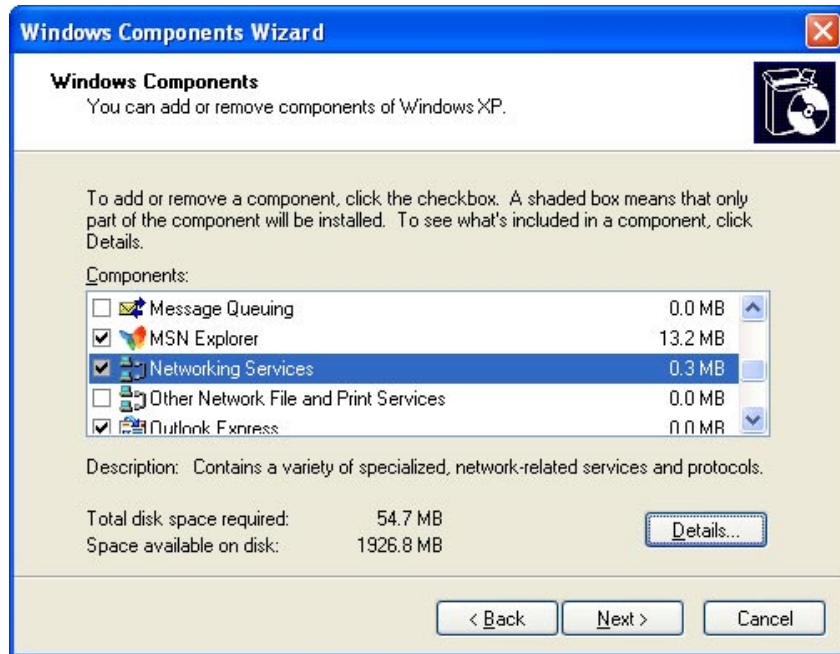 Windows Components Wizard
Windows Components
You can add or remove components of Windows XP.
To add or remove a component, click the checkbox. A shaded box means that only
part of the component will be installed. To see what's included in a component, click
Details.
Components:
Message Queuing 0.0 MB
MSN Explorer 13.2 MB
Networking Services 0.3 MB
Other Network File and Print Services 0.0 MB
Outlook Express 0.0 MB
Description: Contains a variety of specialized, network-related services and protocols.
Total disk space required: 54.7 MB
Space available on disk: 1926.8 MB
Details...
< Back Next > Cancel